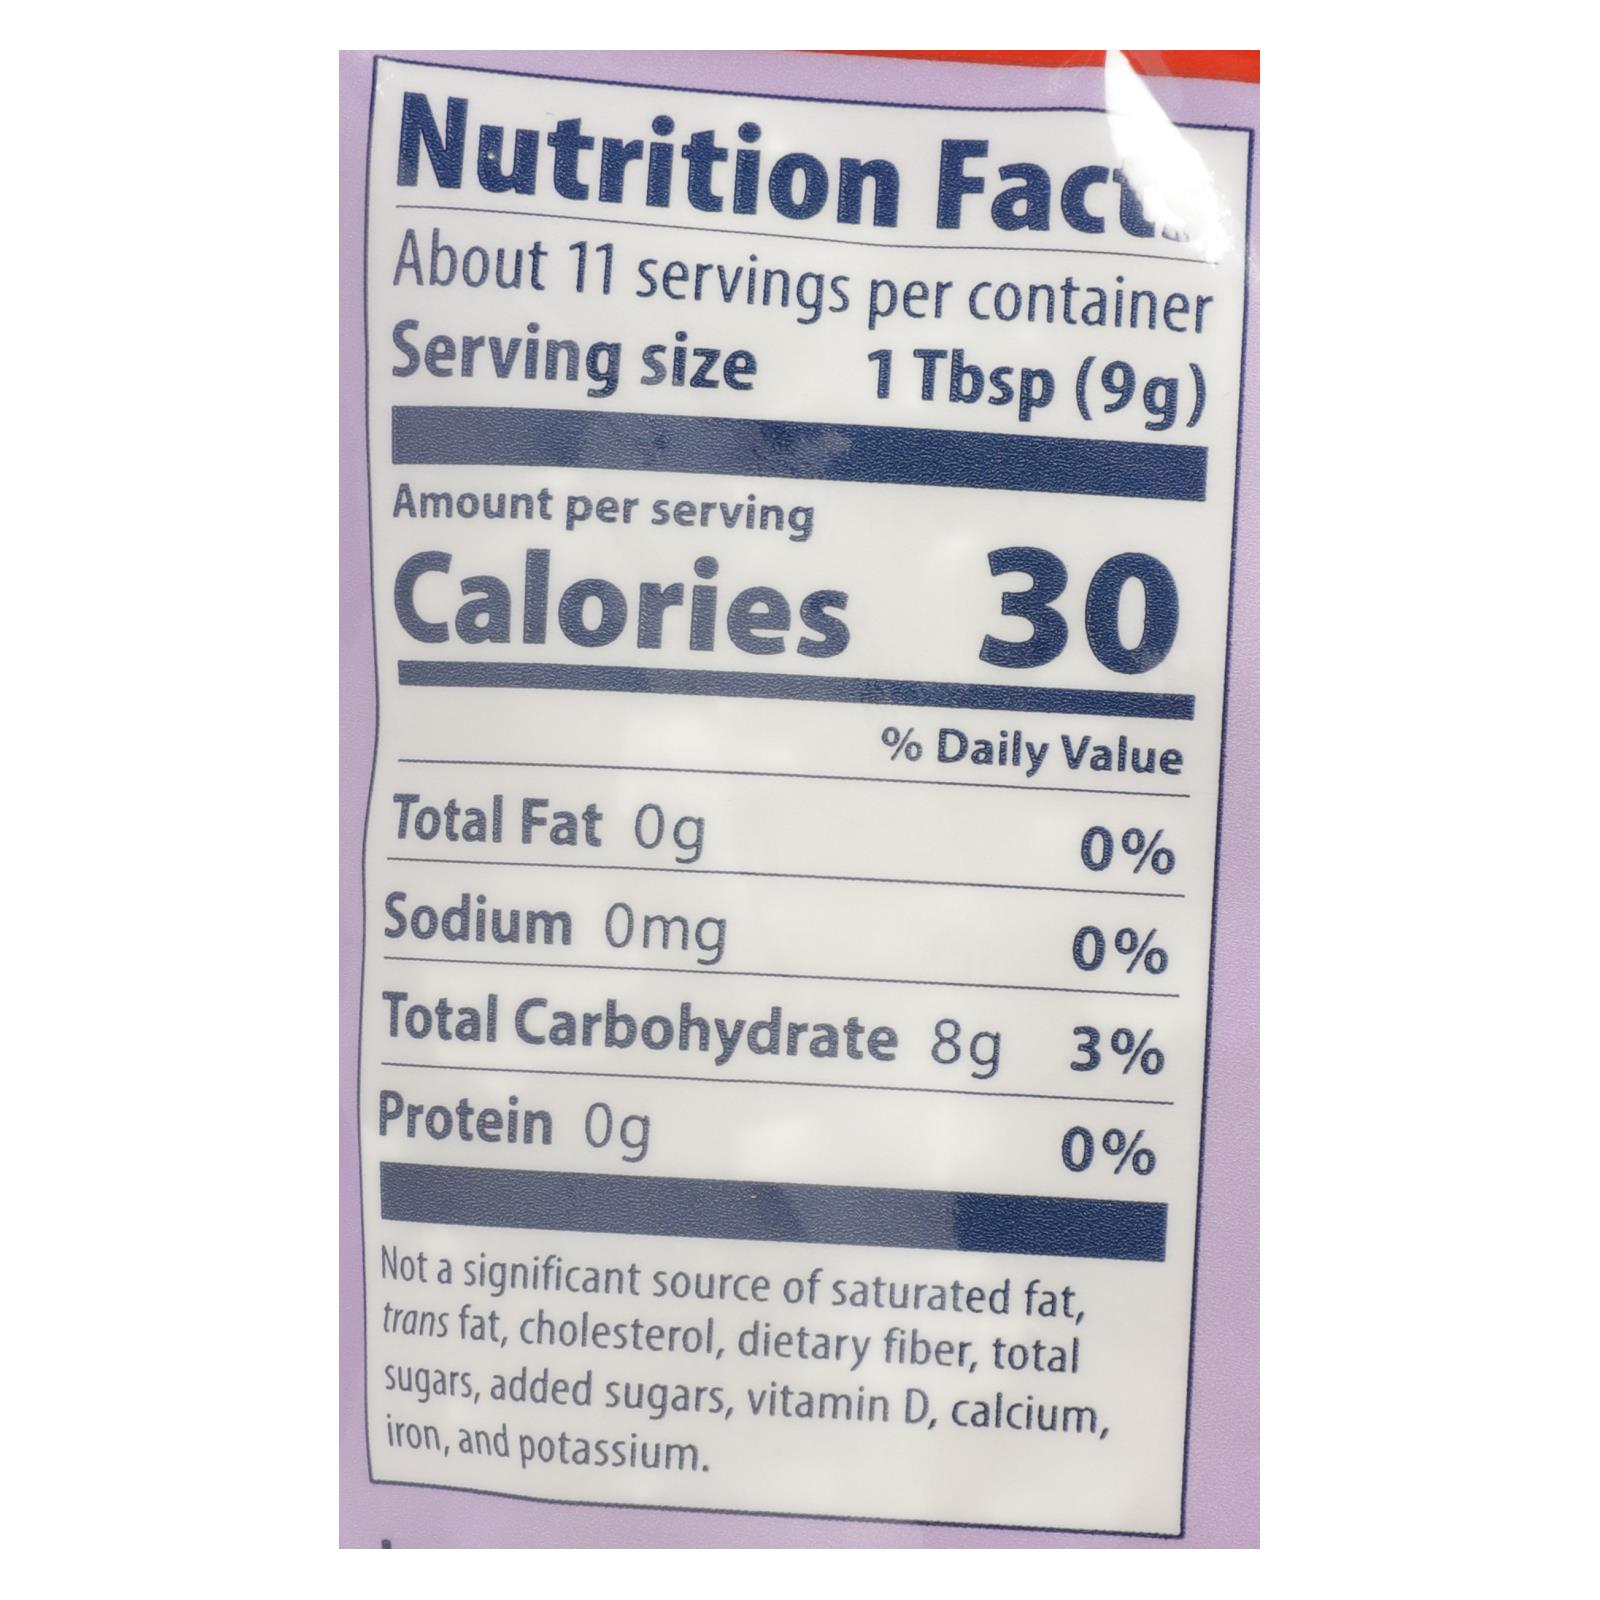 Nutrition Facts
About 11 servings per container
Serving size 1 Tbsp (9g)
Amount per serving
Calories 30
% Daily Value
Total Fat 0g 0%
Sodium 0mg 0%
Total Carbohydrate 8g 3%
Protein 0g 0%
Not a significant source of saturated fat,
trans fat, cholesterol, dietary fiber, total
sugars, added sugars, vitamin D, calcium,
iron, and potassium.